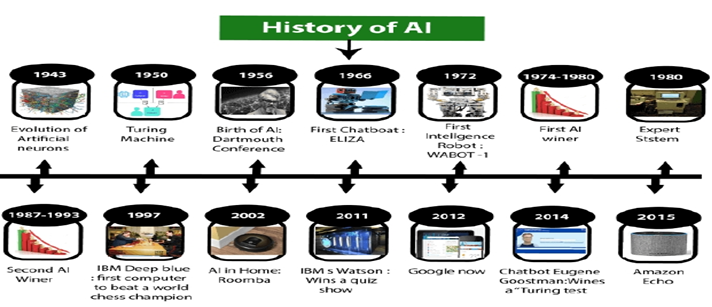 History of AI
1943
1950
1956
1966
1972
1974-1980
1980
Evolution of
Artificial
neurons
Turing
Machine
Birth of AI:
Dartmouth
Conference
First Chatboat :
ELIZA
First
Intelligence
Robot :
WABOT -1
First AI
winer
Expert
Ststem
1987-1993
1997
2002
2011
2012
2014
2015
Second AI
Winer
IBM Deep blue
: first computer
to beat a world
chess champion
AI in Home:
Roomba
IBM s Watson :
Wins a quiz
show
Google now
Chatbot Eugene
Goostman:Wines
a"Turing test
Amazon
Echo